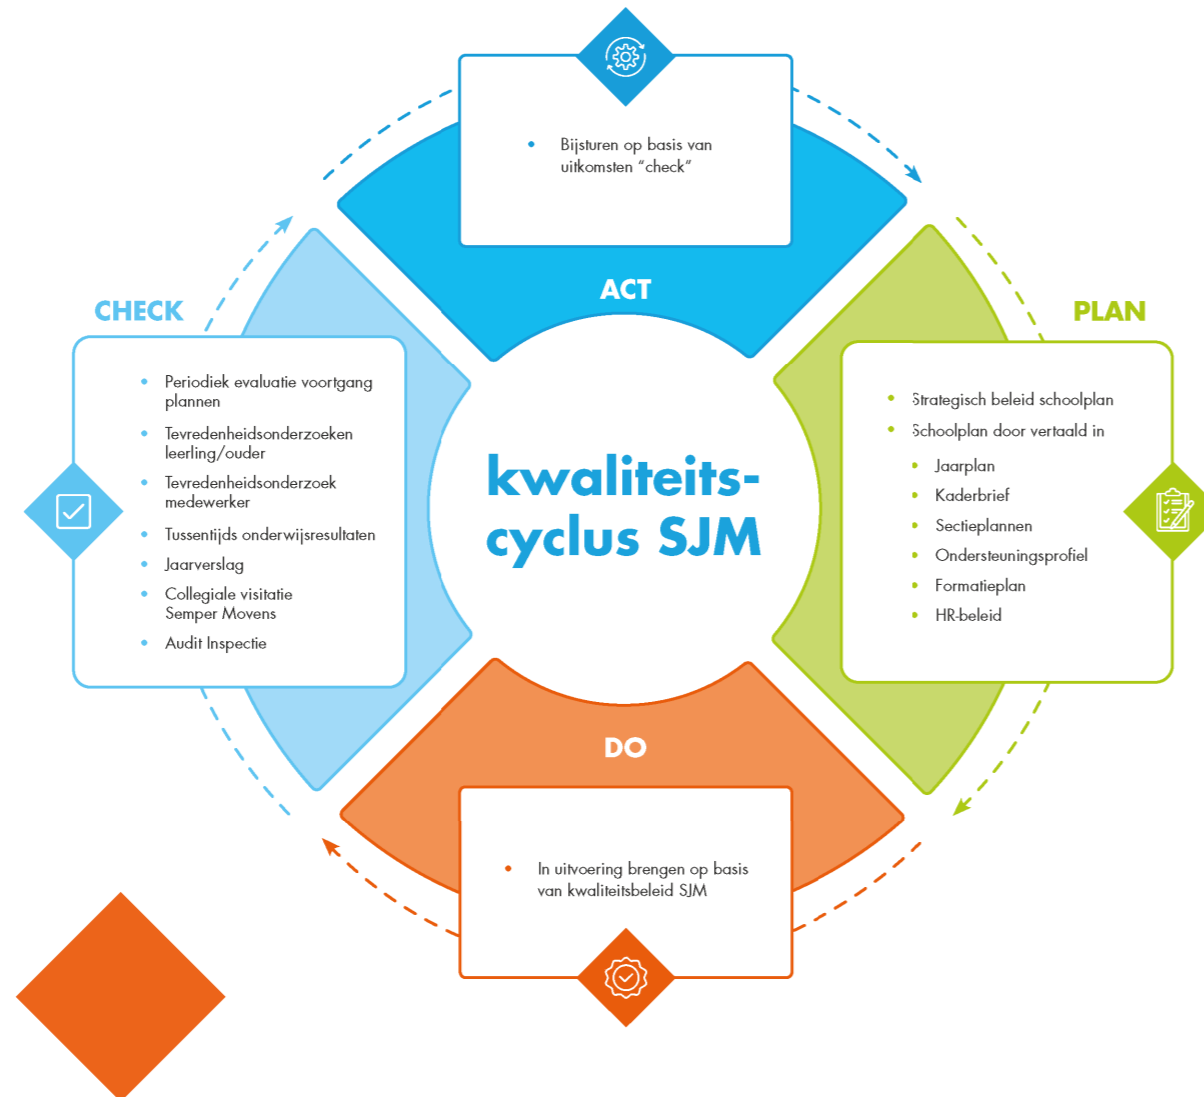 • Bijsturen op basis van
uitkomsten “check”
ACT
PLAN
• Strategisch beleid schoolplan
• Schoolplan door vertaald in
• Jaarplan
• Kaderbrief
• Sectieplannen
• Ondersteuningsprofiel
• Formatieplan
• HR-beleid
DO
• In uitvoering brengen op basis
van kwaliteitsbeleid SJM
CHECK
• Periodiek evaluatie voortgang
plannen
• Tevredenheidsonderzoeken
leerling/ouder
• Tevredenheidsonderzoek
medewerker
• Tussentijds onderwijsresultaten
• Jaarverslag
• Collegiale visitatie
Semper Movens
• Audit Inspectie
kwaliteits-
cyclus SJM